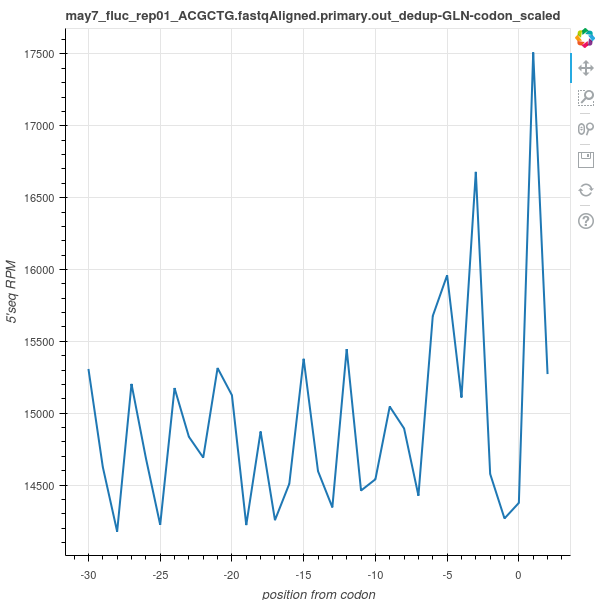 may7_fluc_rep01_ACGCTG.fastqAligned.primary.out_dedup-GLN-codon_scaled
17500
17000
16500
16000
15500
15000
14500
5'seq RPM
-30 -25 -20 -15 -10 -5 0
position from codon